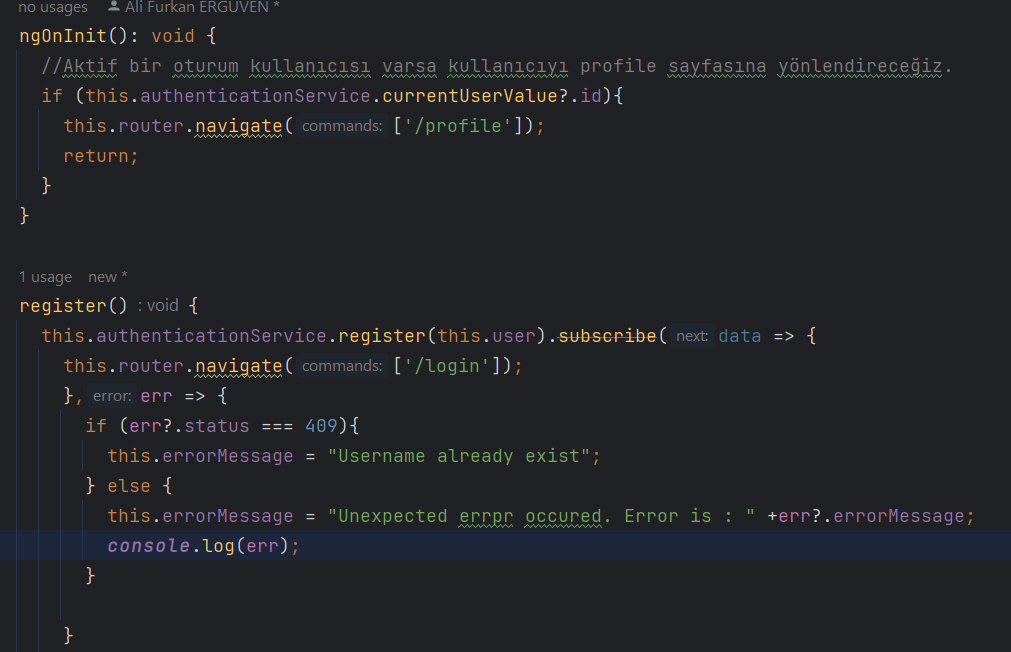 no usages Ali Furkan ERGÜVEN *
ngOnInit(): void {
//Aktif bir oturum kullanıcısı varsa kullanıcıyı profile sayfasına yönlendireceğiz.
if (this.authenticationService.currentUserValue?.id){
this.router.navigate( commands: ['/profile']);
return;
}
}
1 usage new *
register() : void {
this.authenticationService.register(this.user).subscribe( next: data => {
this.router.navigate( commands: ['/login']);
}, error: err => {
if (err?.status === 409){
this.errorMessage = "Username already exist";
} else {
this.errorMessage = "Unexpected errpr occured. Error is : " +err?.errorMessage;
console.log(err);
}
}